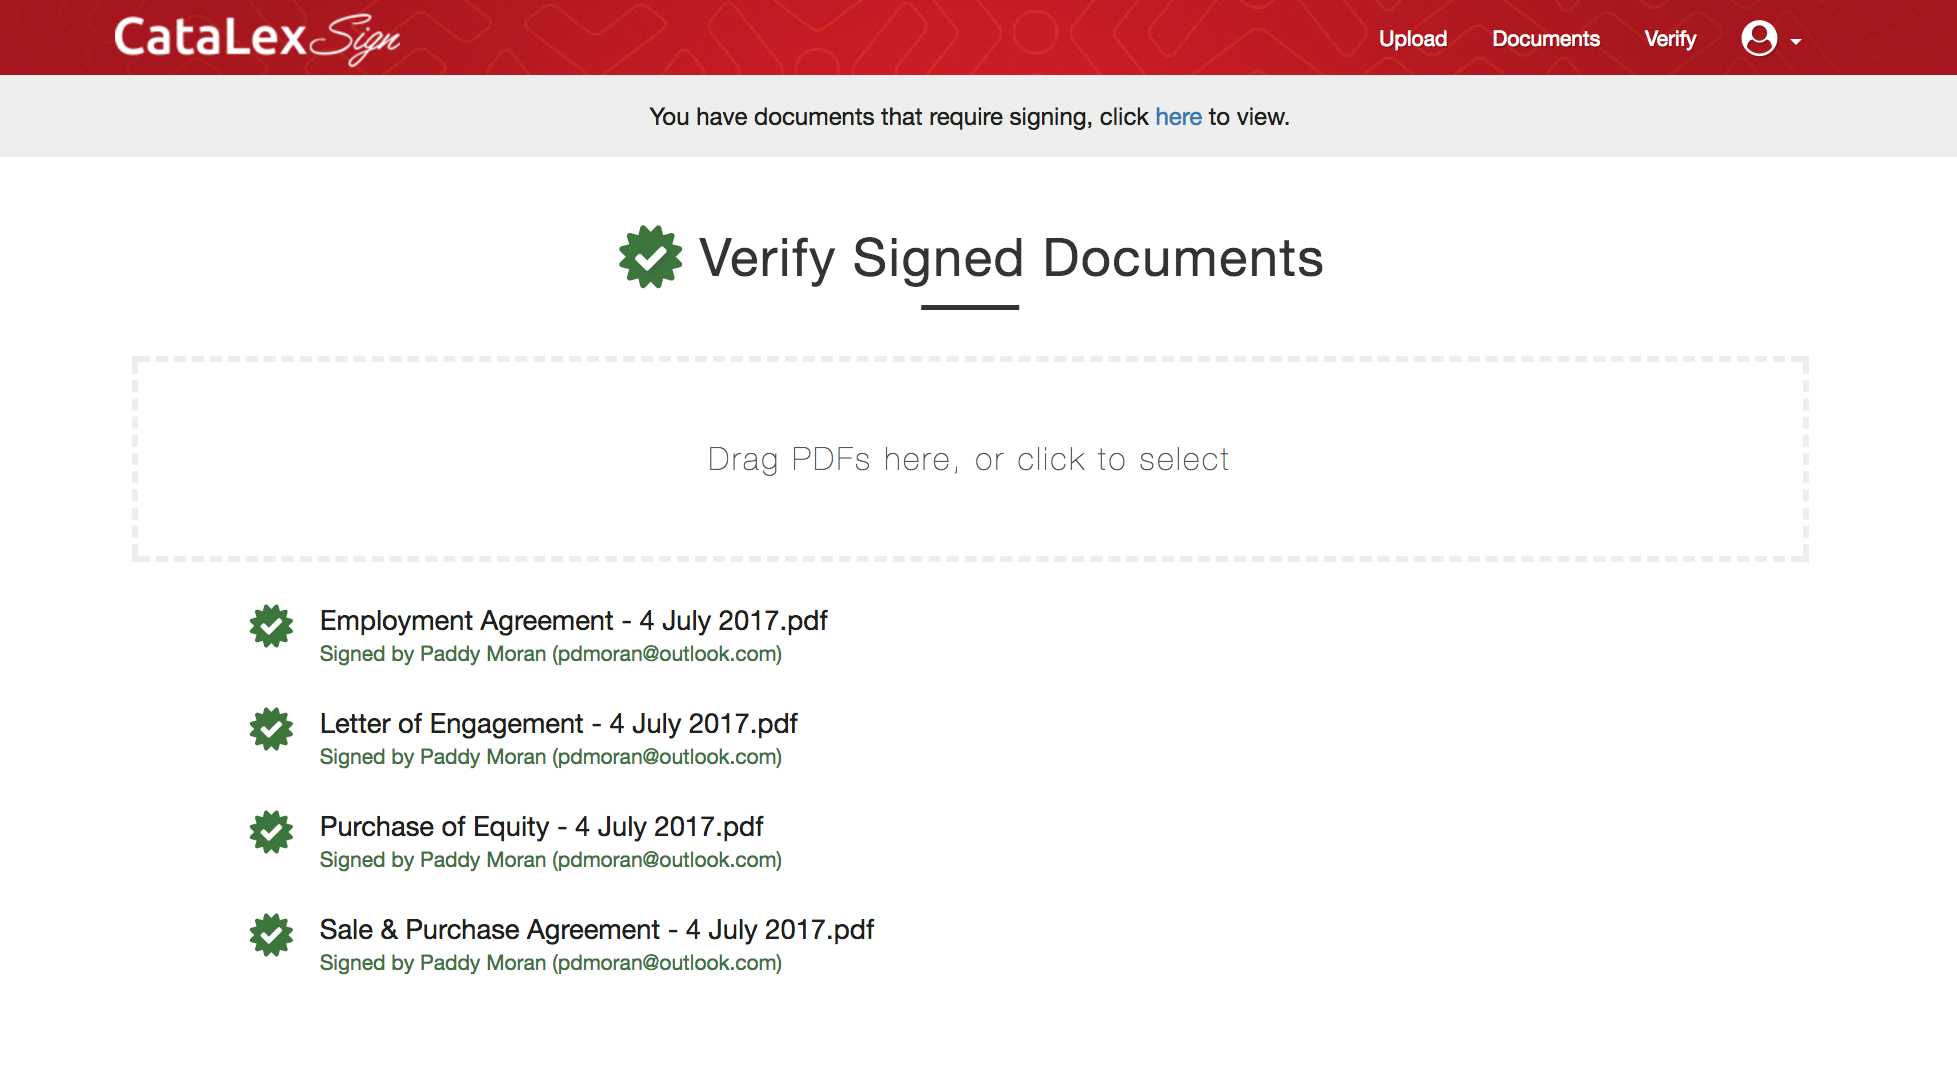 CataLex Sign
Upload Documents Verify
You have documents that require signing, click here to view.
Verify Signed Documents
Drag PDFs here, or click to select
Employment Agreement - 4 July 2017.pdf
Signed by Paddy Moran (pdmoran@outlook.com)
Letter of Engagement - 4 July 2017.pdf
Signed by Paddy Moran (pdmoran@outlook.com)
Purchase of Equity - 4 July 2017.pdf
Signed by Paddy Moran (pdmoran@outlook.com)
Sale & Purchase Agreement - 4 July 2017.pdf
Signed by Paddy Moran (pdmoran@outlook.com)